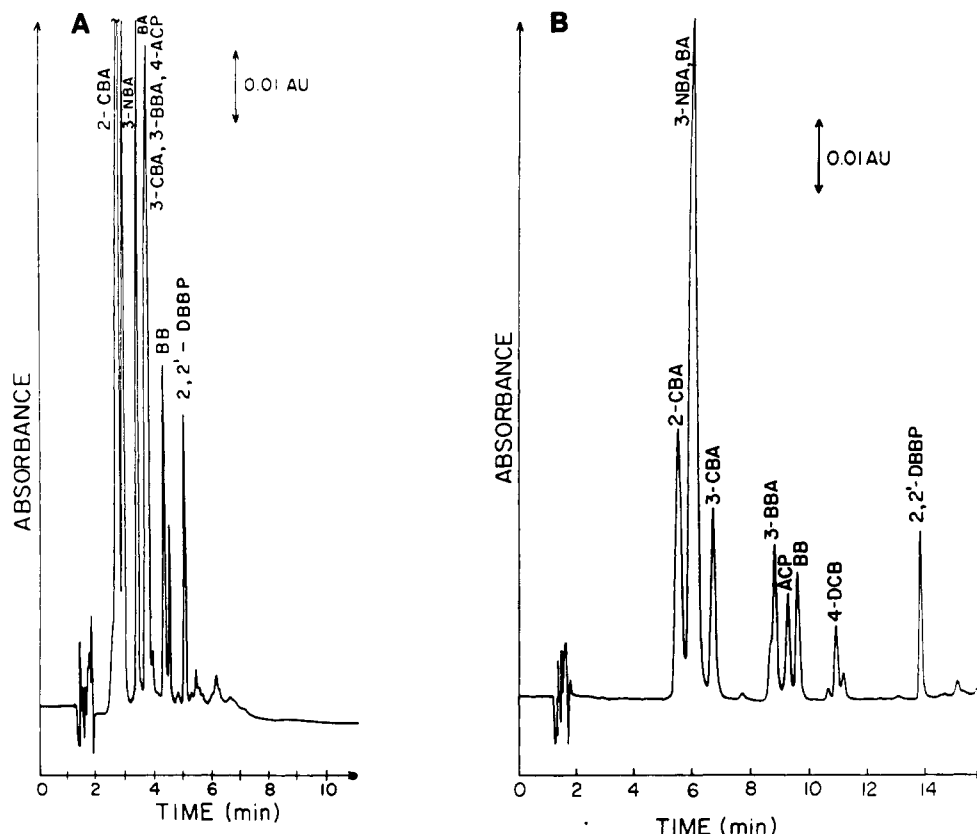 A
ABSORBANCE
2-CBA
3-NBA
BA
3-CBA, 3-BBA, 4-ACP
0.01 AU
BB
2,2'-DBBP
0 2 4 6 8 10
TIME (min)
B
ABSORBANCE
2-CBA
3-NBA,BA
3-CBA
0.01 AU
3-BBA
ACP
BB
4-DCB
2,2'-DBBP
0 2 4 6 8 10 12 14
TIME (min)